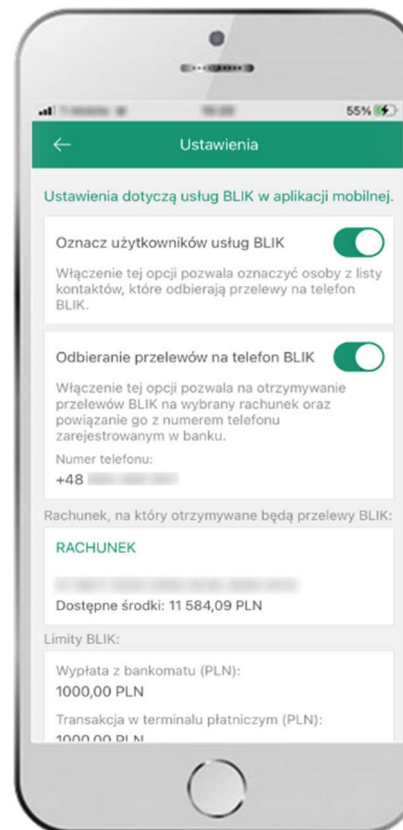 55%
Ustawienia
Ustawienia dotyczą usług BLIK w aplikacji mobilnej.
Oznacz użytkowników usług BLIK
Włączenie tej opcji pozwala oznaczyć osoby z listy
kontaktów, które odbierają przelewy na telefon
BLIK.
Odbieranie przelewów na telefon BLIK
Włączenie tej opcji pozwala na otrzymywanie
przelewów BLIK na wybrany rachunek oraz
powiązanie go z numerem telefonu
zarejestrowanym w banku.
Numer telefonu:
+48
Rachunek, na który otrzymywane będą przelewy BLIK:
RACHUNEK
Dostępne środki: 11 584,09 PLN
Limity BLIK:
Wypłata z bankomatu (PLN):
1000,00 PLN
Transakcja w terminalu płatniczym (PLN):
1000,00 PLN